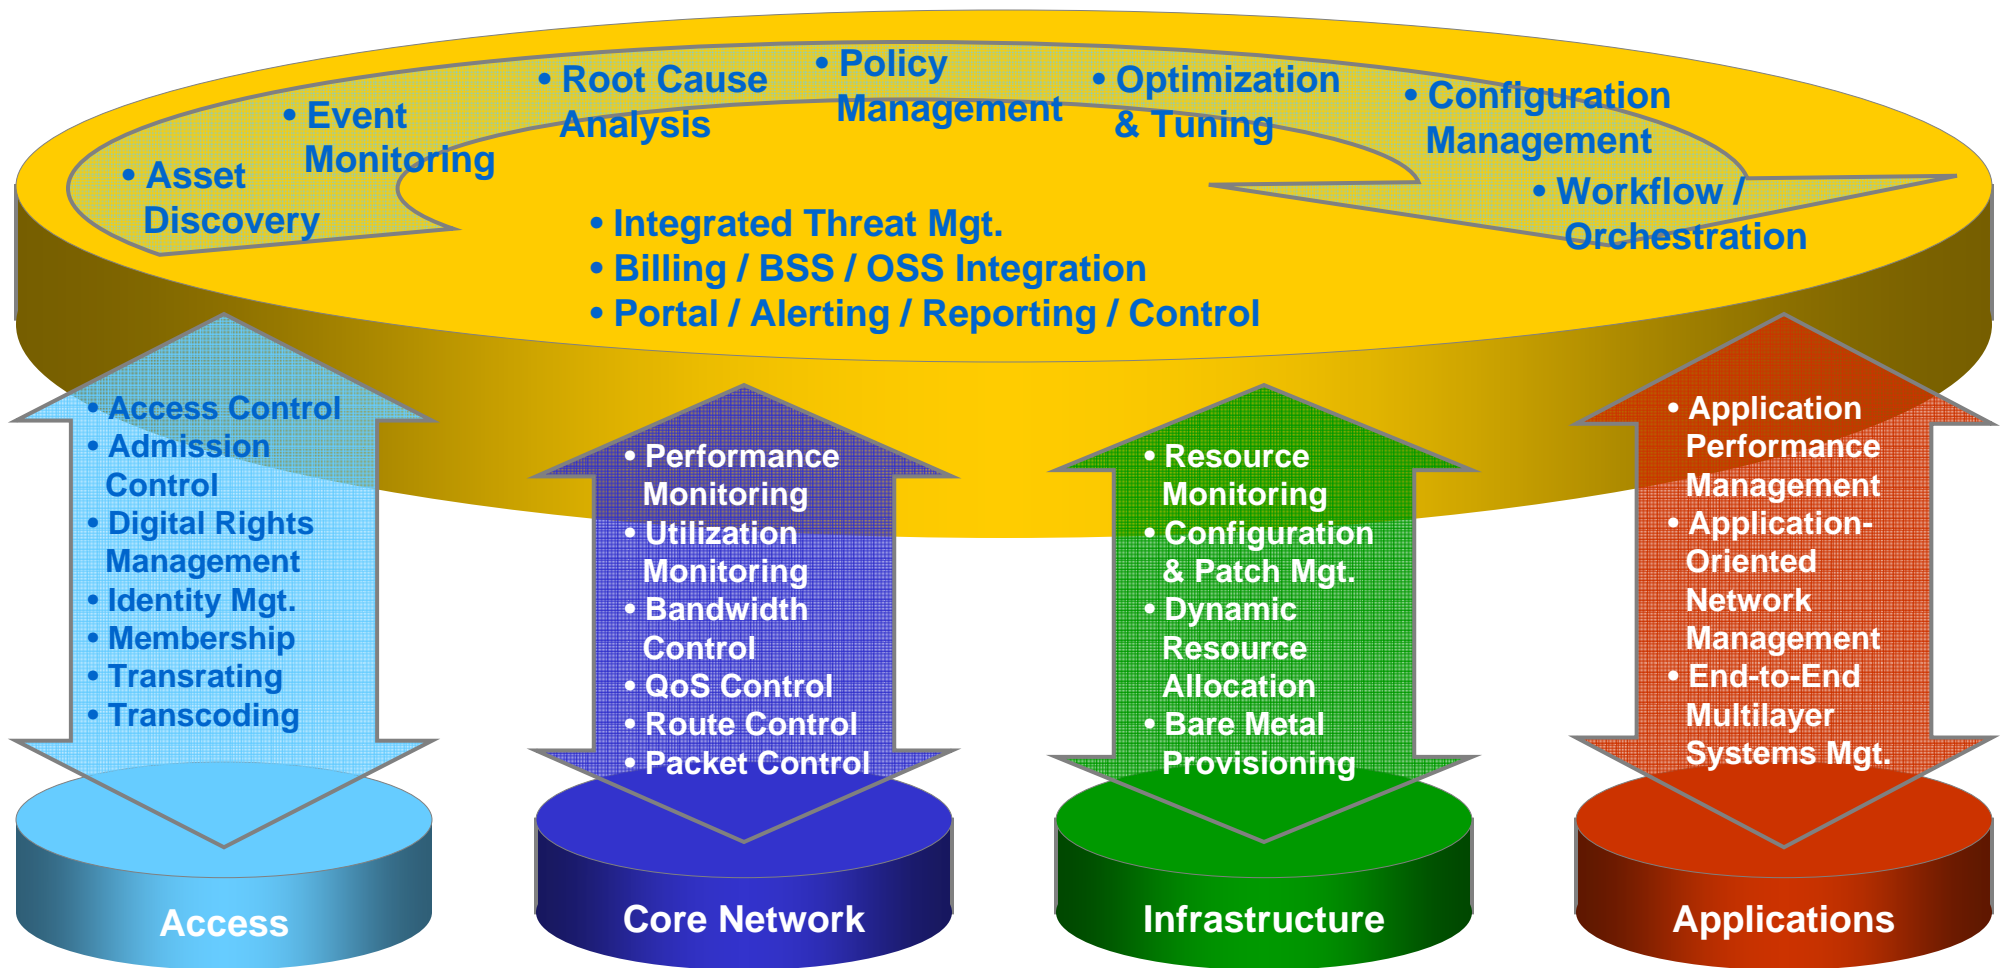 • Asset
Discovery
• Event
Monitoring
• Root Cause
Analysis
• Policy
Management
• Optimization
& Tuning
• Configuration
Management
• Workflow /
Orchestration
• Integrated Threat Mgt.
• Billing / BSS / OSS Integration
• Portal / Alerting / Reporting / Control
• Access Control
• Admission
Control
• Digital Rights
Management
• Identity Mgt.
• Membership
• Transrating
• Transcoding
• Performance
Monitoring
• Utilization
Monitoring
• Bandwidth
Control
• QoS Control
• Route Control
• Packet Control
• Resource
Monitoring
• Configuration
& Patch Mgt.
• Dynamic
Resource
Allocation
• Bare Metal
Provisioning
• Application
Performance
Management
• Application-
Oriented
Network
Management
• End-to-End
Multilayer
Systems Mgt.
Access
Core Network
Infrastructure
Applications